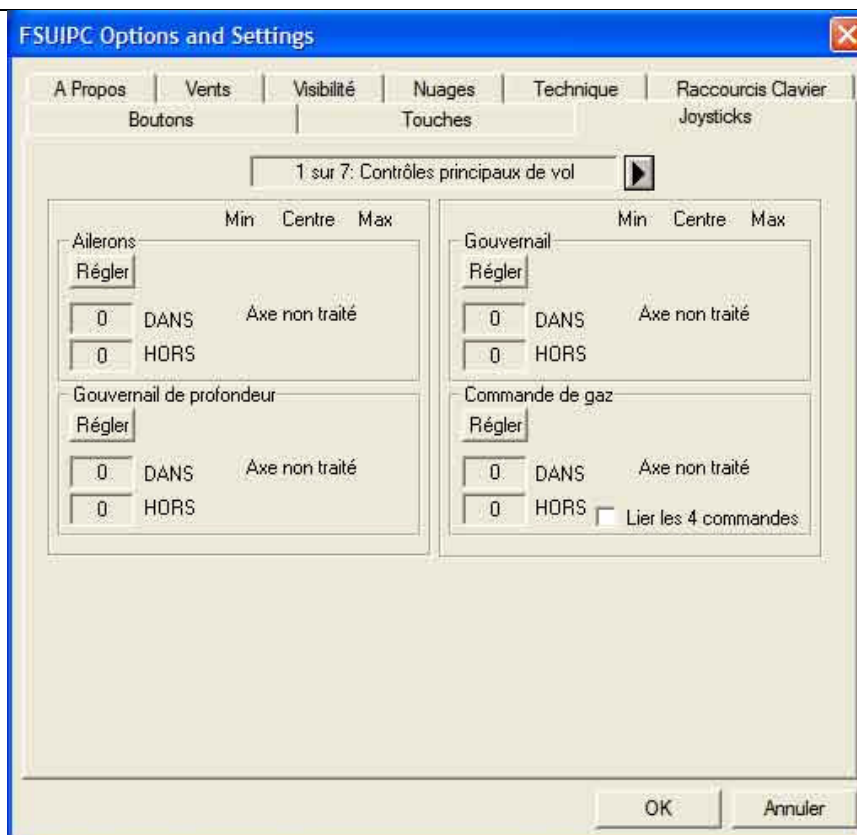 FSUIPC Options and Settings
A Propos Vents Visibilité Nuages Technique Raccourcis Clavier
Boutons Touches Joysticks
1 sur 7: Contrôles principaux de vol
Min Centre Max
Ailerons
Régler
0 DANS Axe non traité
0 HORS
Gouvernail de profondeur
Régler
0 DANS Axe non traité
0 HORS
Min Centre Max
Gouvernail
Régler
0 DANS Axe non traité
0 HORS
Commande de gaz
Régler
0 DANS Axe non traité
0 HORS Lier les 4 commandes
OK Annuler